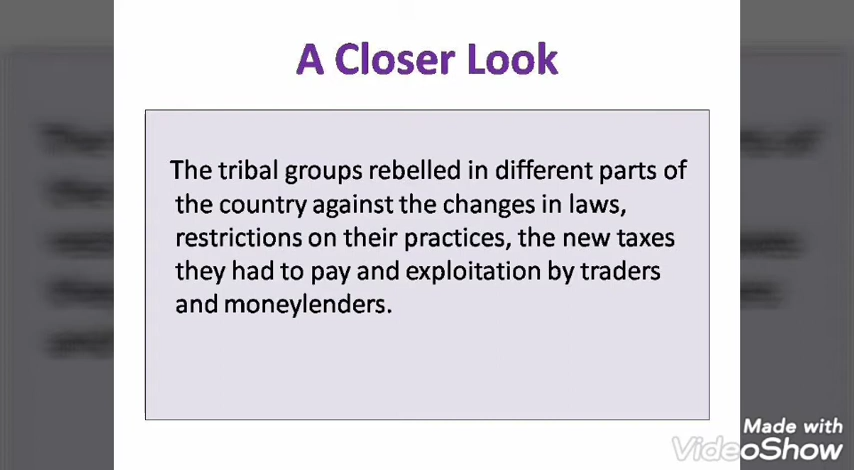 A Closer Look
The tribal groups rebelled in different parts of
the country against the changes in laws,
restrictions on their practices, the new taxes
they had to pay and exploitation by traders
and moneylenders.
Made with
VideoShow